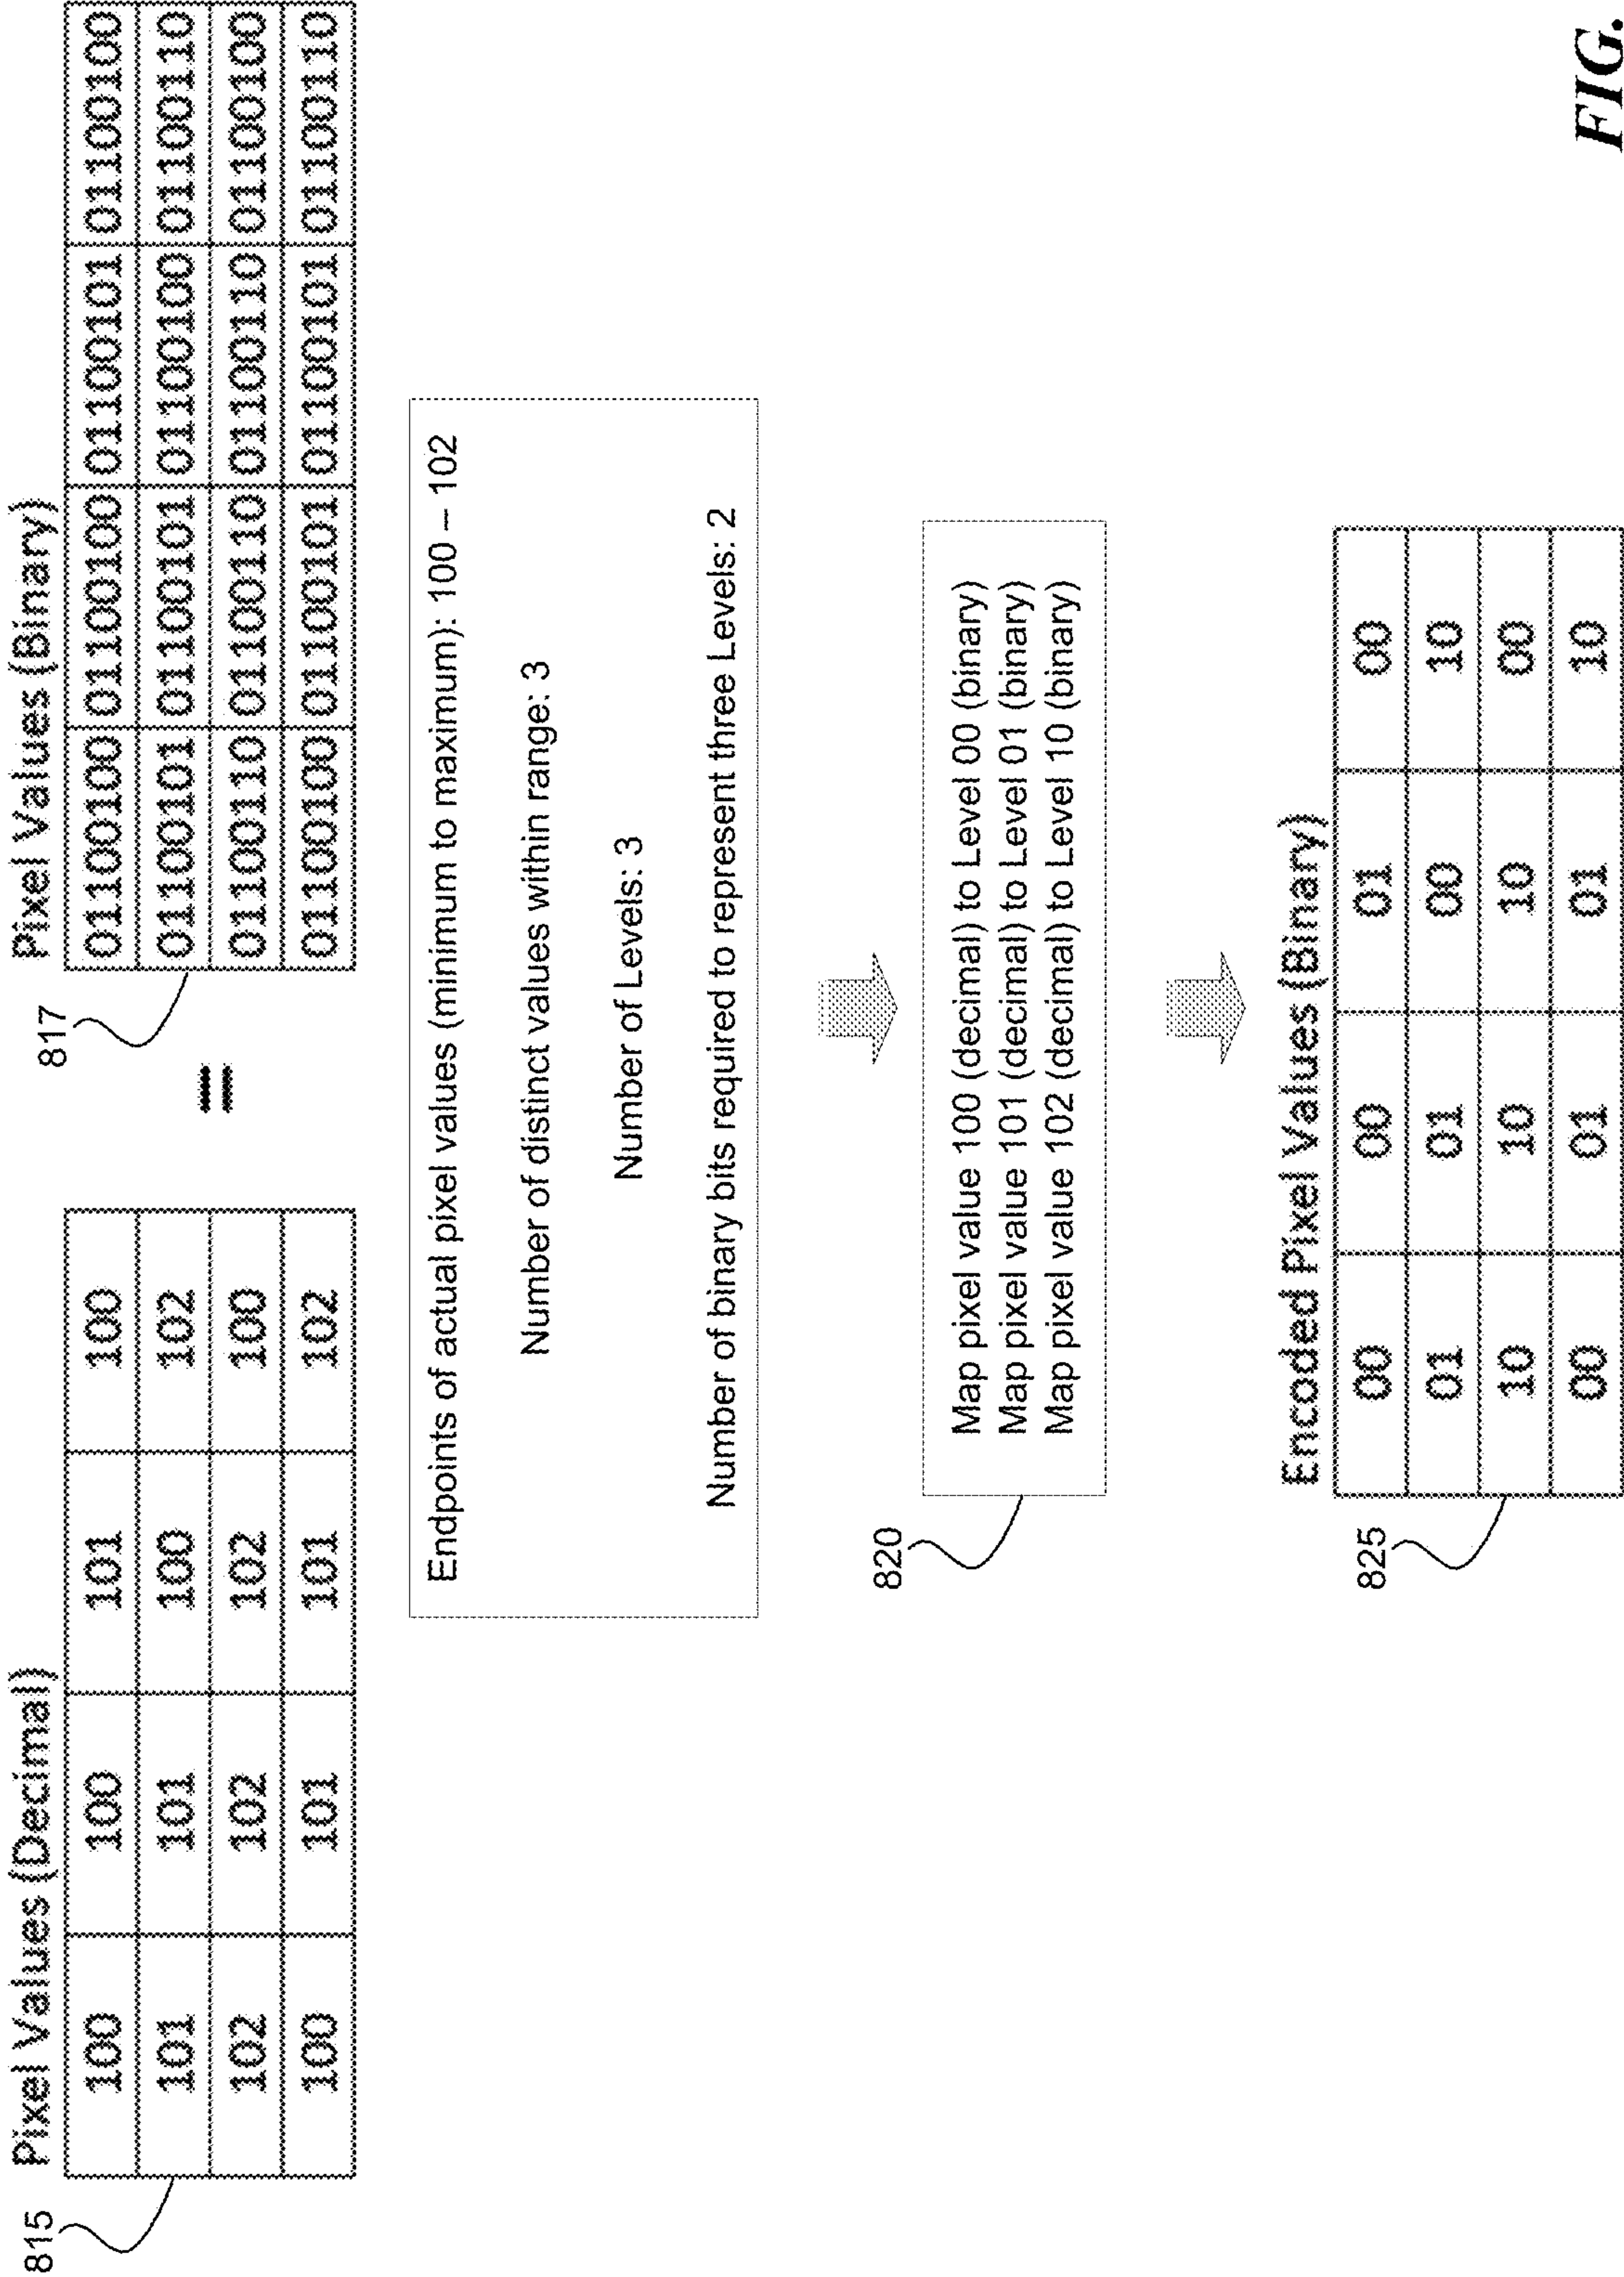 Pixel Values (Decimal)
815
100 100 101 100
101 101 100 102
102 102 102 100
100 101 101 102
=
Pixel Values (Binary)
817
01100100 01100100 01100101 01100100
01100101 01100101 01100100 01100110
01100110 01100110 01100110 01100100
01100100 01100101 01100101 01100110
Endpoints of actual pixel values (minimum to maximum): 100 – 102
Number of distinct values within range: 3
Number of Levels: 3
Number of binary bits required to represent three Levels: 2
820
Map pixel value 100 (decimal) to Level 00 (binary)
Map pixel value 101 (decimal) to Level 01 (binary)
Map pixel value 102 (decimal) to Level 10 (binary)
Encoded Pixel Values (Binary)
825
00 00 01 00
01 01 00 10
10 10 10 00
00 01 01 10
FIG.